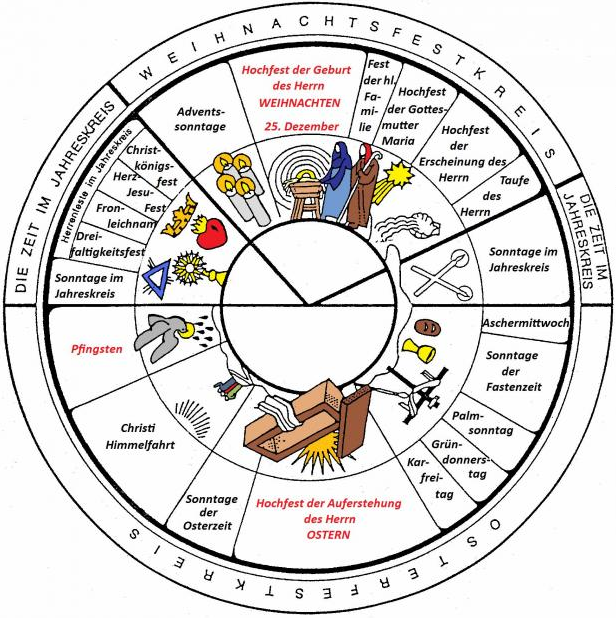 WEIHNACHTSFESTKREIS
DIE ZEIT IM
JAHRESKREIS
OSTERFESTKREIS
DIE ZEIT IM JAHRESKREIS
Advents-
sonntage
Hochfest der Geburt
des Herrn
WEIHNACHTEN
25. Dezember
Fest
der hl.
Fa-
mi-
lie
Hochfest
der Gottes-
mutter
Maria
Hochfest
der
Erscheinung des
Herrn
Taufe
des
Herrn
Sonntage im
Jahreskreis
Aschermittwoch
Sonntage
der
Fastenzeit
Palm-
sonntag
Grün-
donners-
tag
Kar-
frei-
tag
Hochfest der Auferstehung
des Herrn
OSTERN
Sonntage
der
Osterzeit
Christi
Himmelfahrt
Pfingsten
Sonntage im
Jahreskreis
Drei-
faltigkeitsfest
Fron-
leichnam
Herz-
Jesu-
Fest
Christ-
königs-
fest
Herrenfeste im Jahreskreis